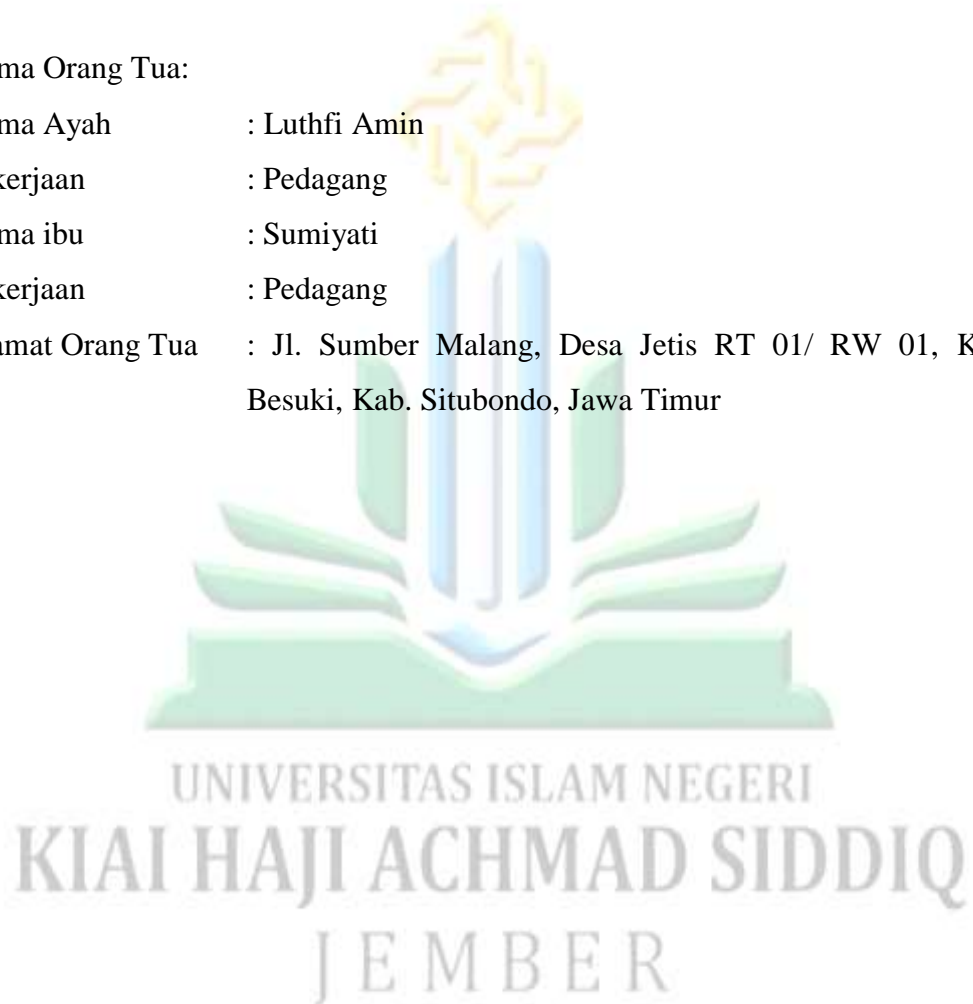 ma Orang Tua:
ma Ayah : Luthfi Amin
kerjaan : Pedagang
ma ibu : Sumiyati
kerjaan : Pedagang
amat Orang Tua : Jl. Sumber Malang, Desa Jetis RT 01/ RW 01, K
Besuki, Kab. Situbondo, Jawa Timur
UNIVERSITAS ISLAM NEGERI
KIAI HAJI ACHMAD SIDDIQ
JEMBER